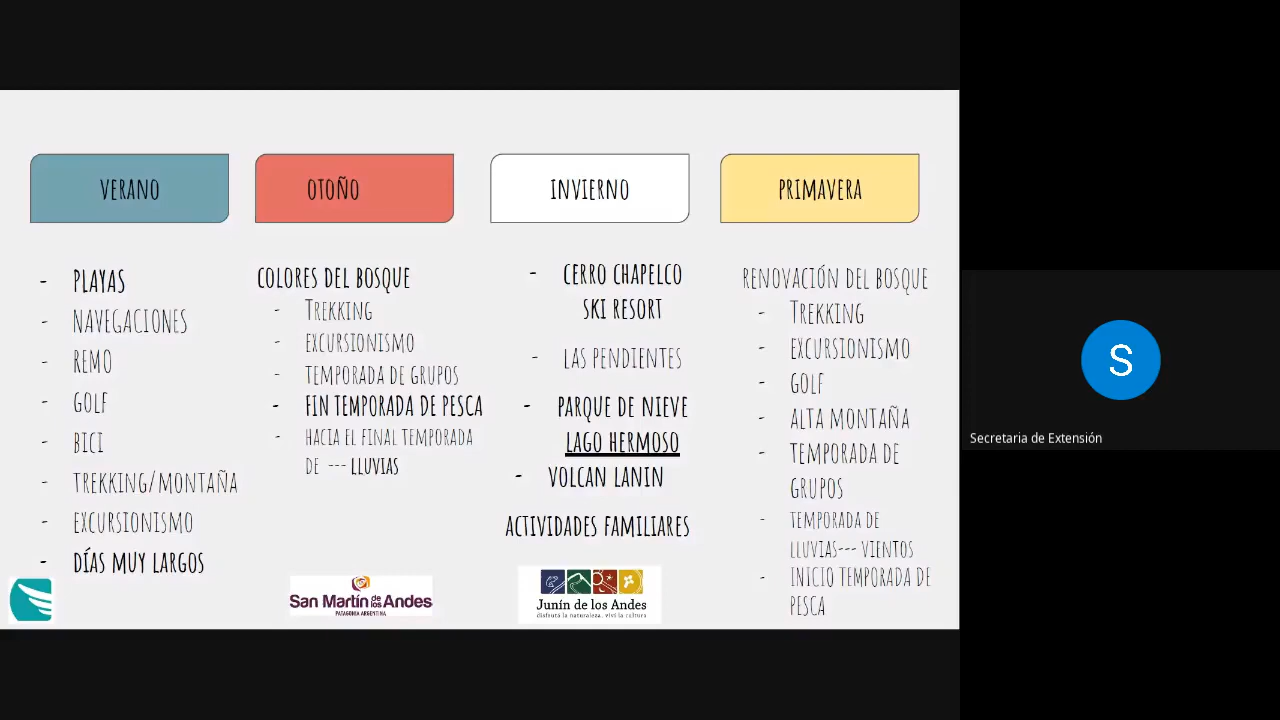 VERANO
- PLAYAS
- NAVEGACIONES
- REMO
- GOLF
- BICI
- TREKKING/MONTAÑA
- EXCURSIONISMO
- DÍAS MUY LARGOS
OTOÑO
COLORES DEL BOSQUE
- TREKKING
- EXCURSIONISMO
- TEMPORADA DE GRUPOS
- FIN TEMPORADA DE PESCA
- HACIA EL FINAL TEMPORADA
DE --- LLUVIAS
INVIERNO
- CERRO CHAPELCO
SKI RESORT
- LAS PENDIENTES
- PARQUE DE NIEVE
LAGO HERMOSO
- VOLCAN LANIN
ACTIVIDADES FAMILIARES
PRIMAVERA
RENOVACIÓN DEL BOSQUE
- TREKKING
- EXCURSIONISMO
- GOLF
- ALTA MONTAÑA
- TEMPORADA DE
GRUPOS
- TEMPORADA DE
LLUVIAS--- VIENTOS
- INICIO TEMPORADA DE
PESCA
San Martín de los Andes
PATAGONIA ARGENTINA
Junín de los Andes
disfrutá la naturaleza, viví la cultura
S
Secretaria de Extensión